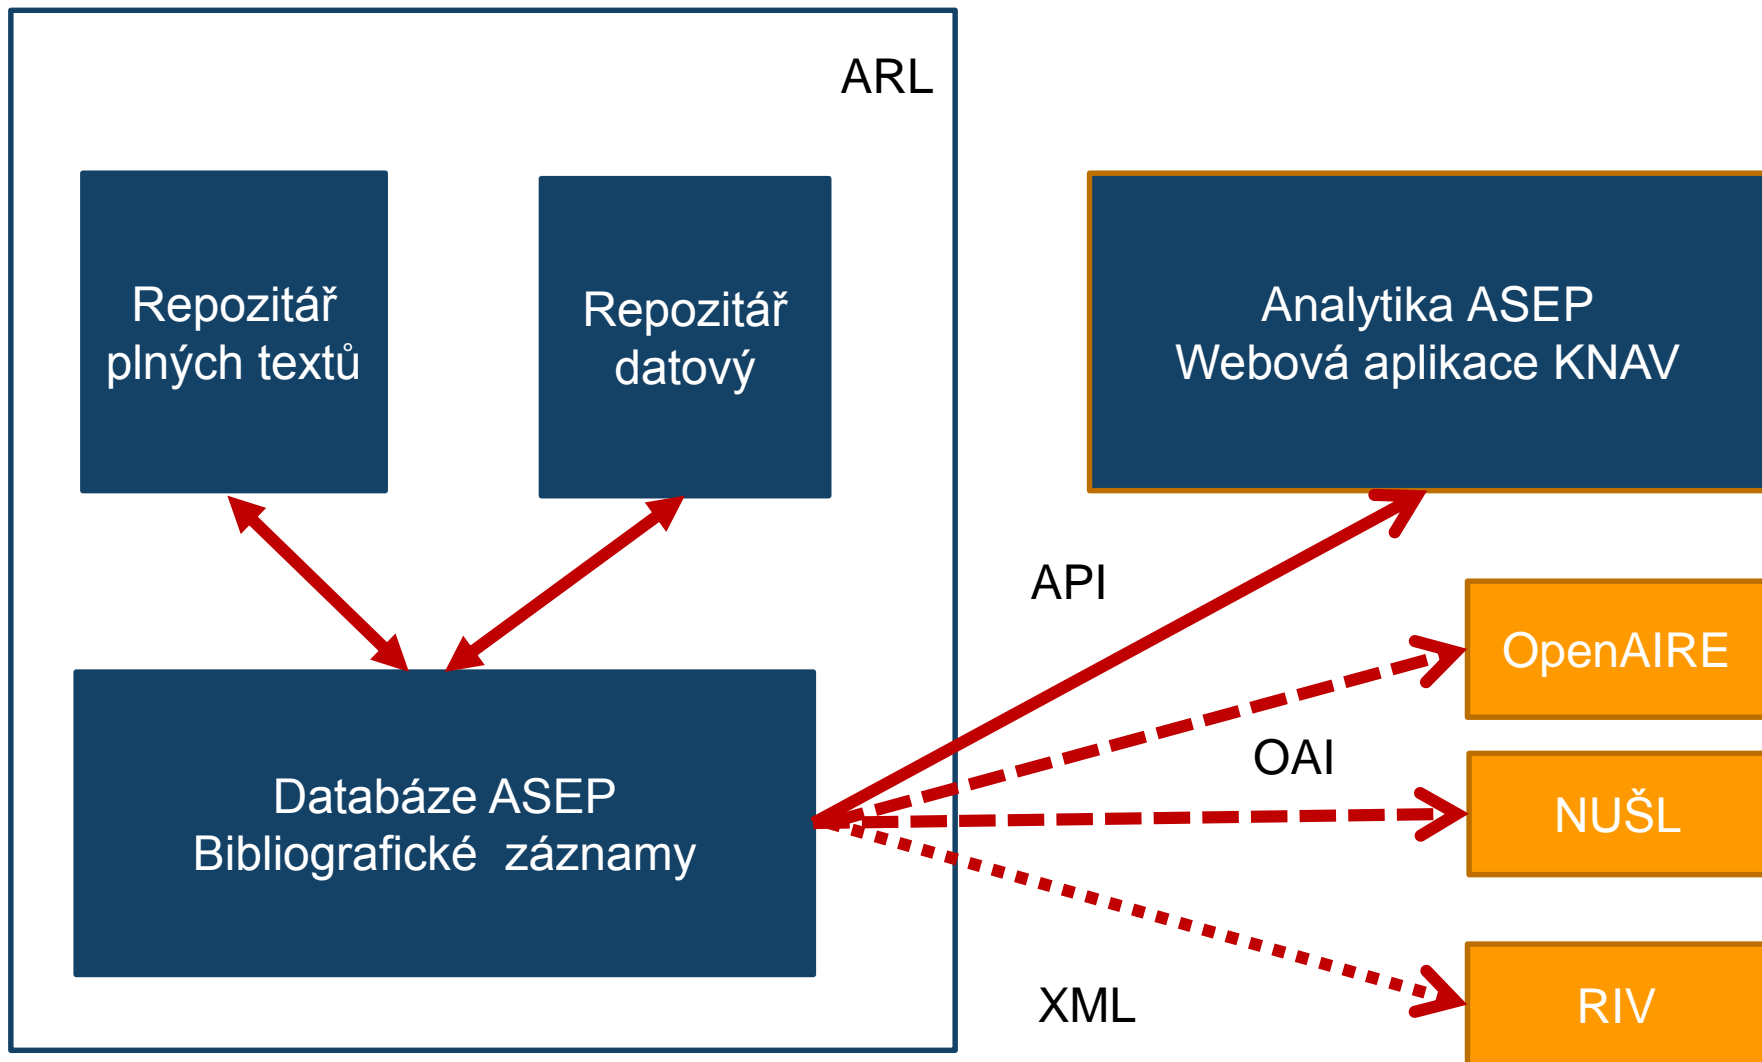 ARL
Repozitář
plných textů
Repozitář
datový
Analytika ASEP
Webová aplikace KNAV
API
OpenAIRE
OAI
Databáze ASEP
Bibliografické  záznamy
NUŠL
XML
RIV